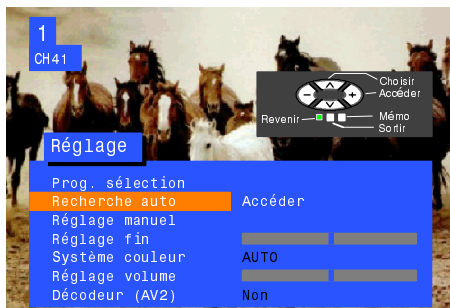 1
CH41
Choisir
Accéder
Revenir
Mémo
Sortir
Réglage
Prog. sélection
Recherche auto Accéder
Réglage manuel
Réglage fin
Système couleur AUTO
Réglage volume
Décodeur (AV2) Non